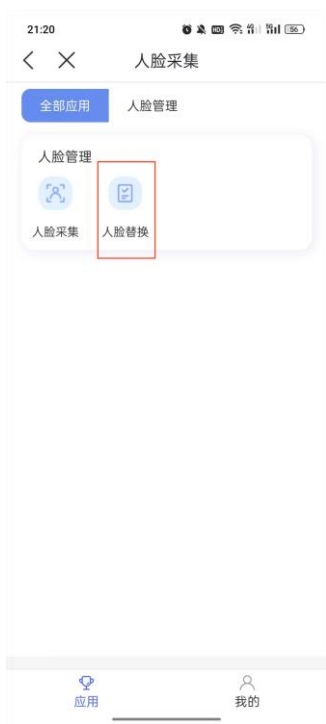 21:20
56
人脸采集
全部应用 人脸管理
人脸管理
人脸采集 人脸替换
应用 我的